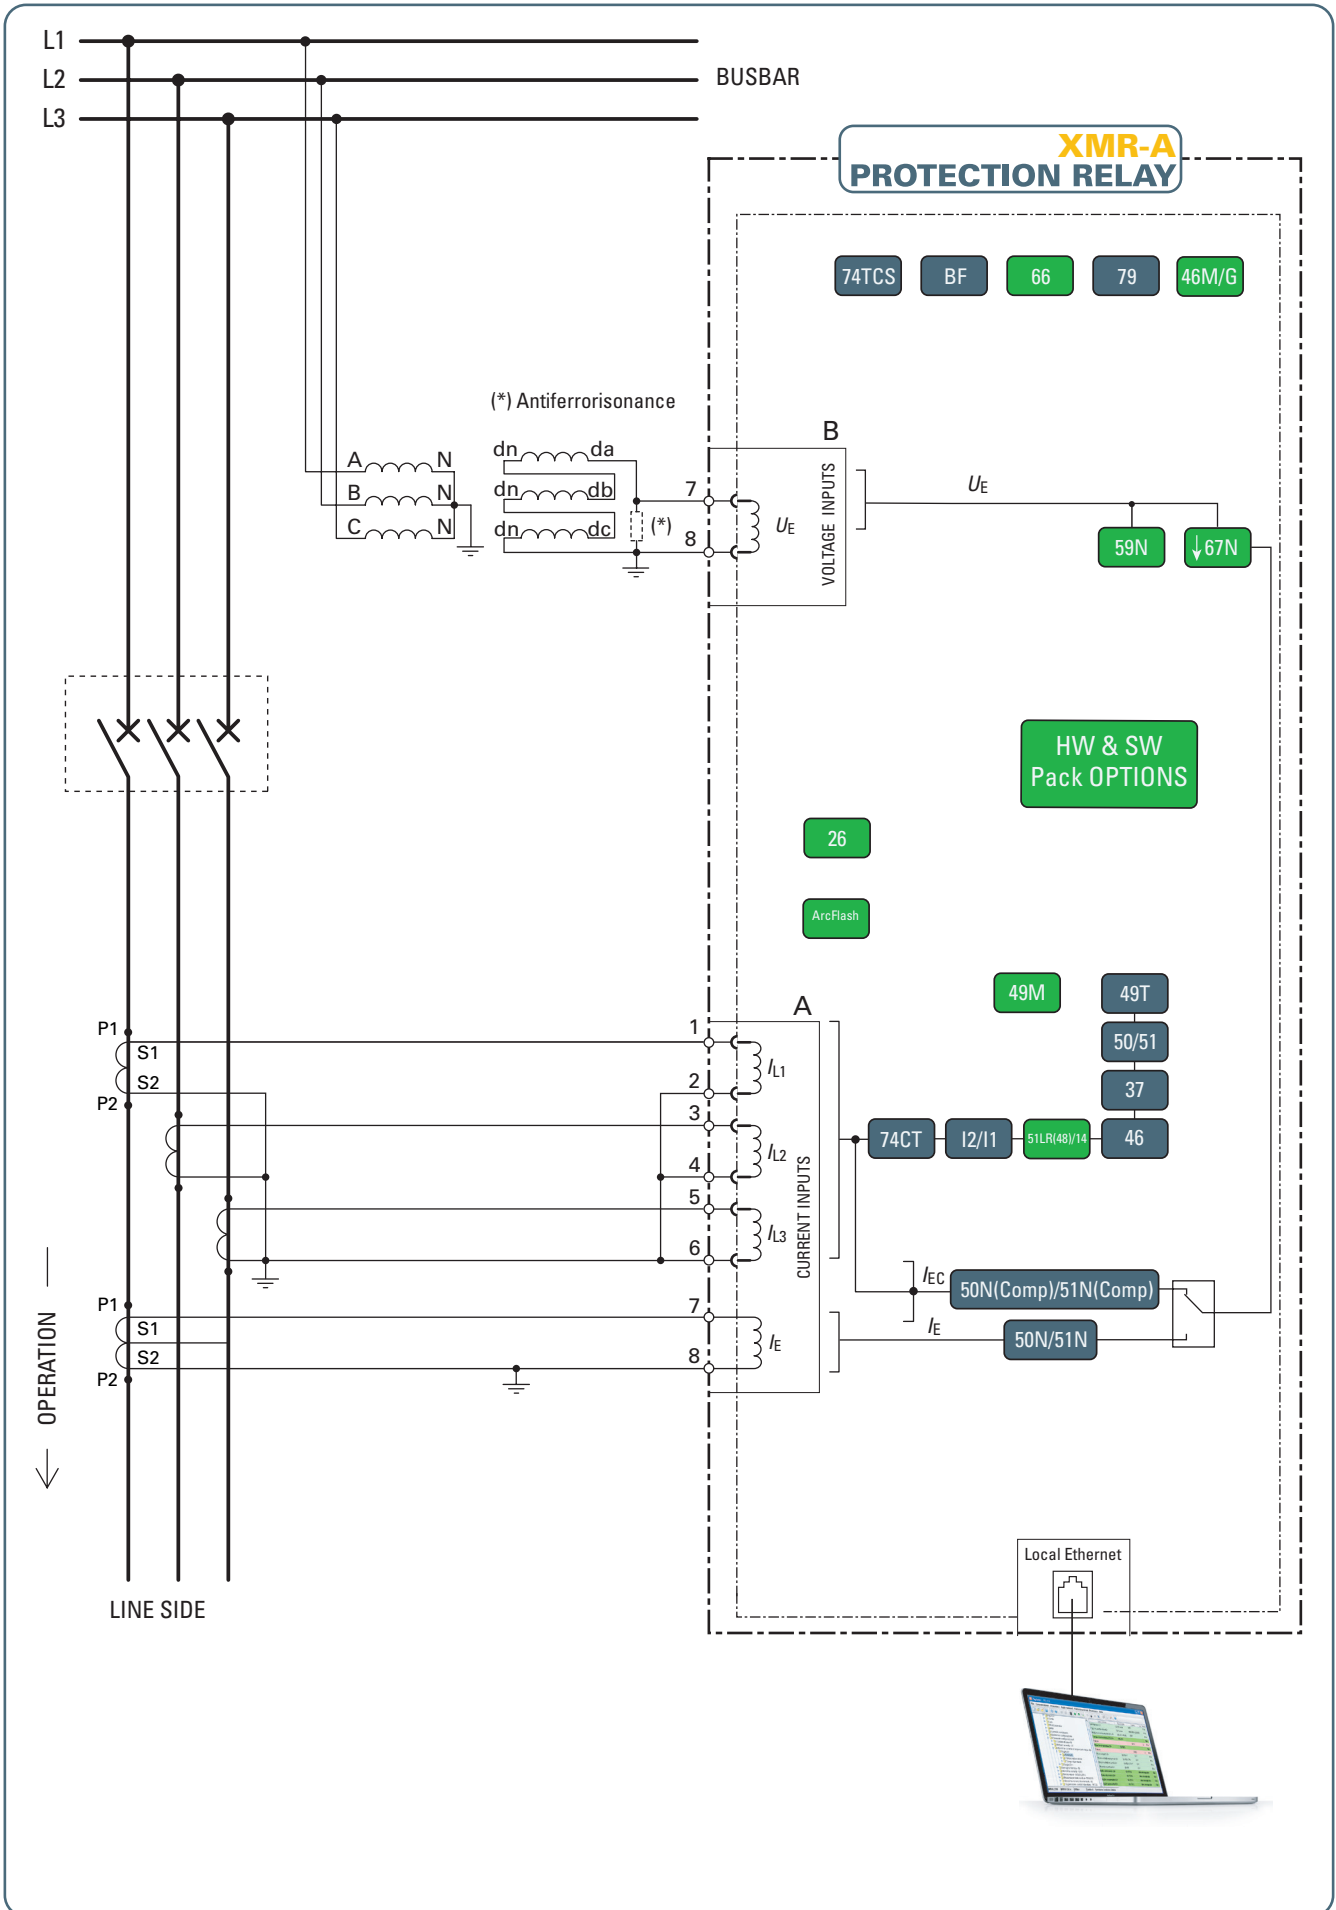 L1
L2
BUSBAR
L3
XMR-A
PROTECTION RELAY
74TCS
BF
66
79
46M/G
(*) Antiferrorisonance
B
A
N
dn
da
B
N
dn
db
7
C
N
dn
dc
(*)
8
UE
VOLTAGE INPUTS
UE
59N
↓67N
HW & SW
Pack OPTIONS
26
ArcFlash
49M
49T
50/51
37
A
P1
S1
S2
P2
1
2
3
4
5
6
IL1
IL2
IL3
CURRENT INPUTS
74CT
I2/I1
51LR(48)/14
46
IEC
50N(Comp)/51N(Comp)
IE
50N/51N
P1
S1
S2
P2
7
8
IE
OPERATION
Local Ethernet
LINE SIDE